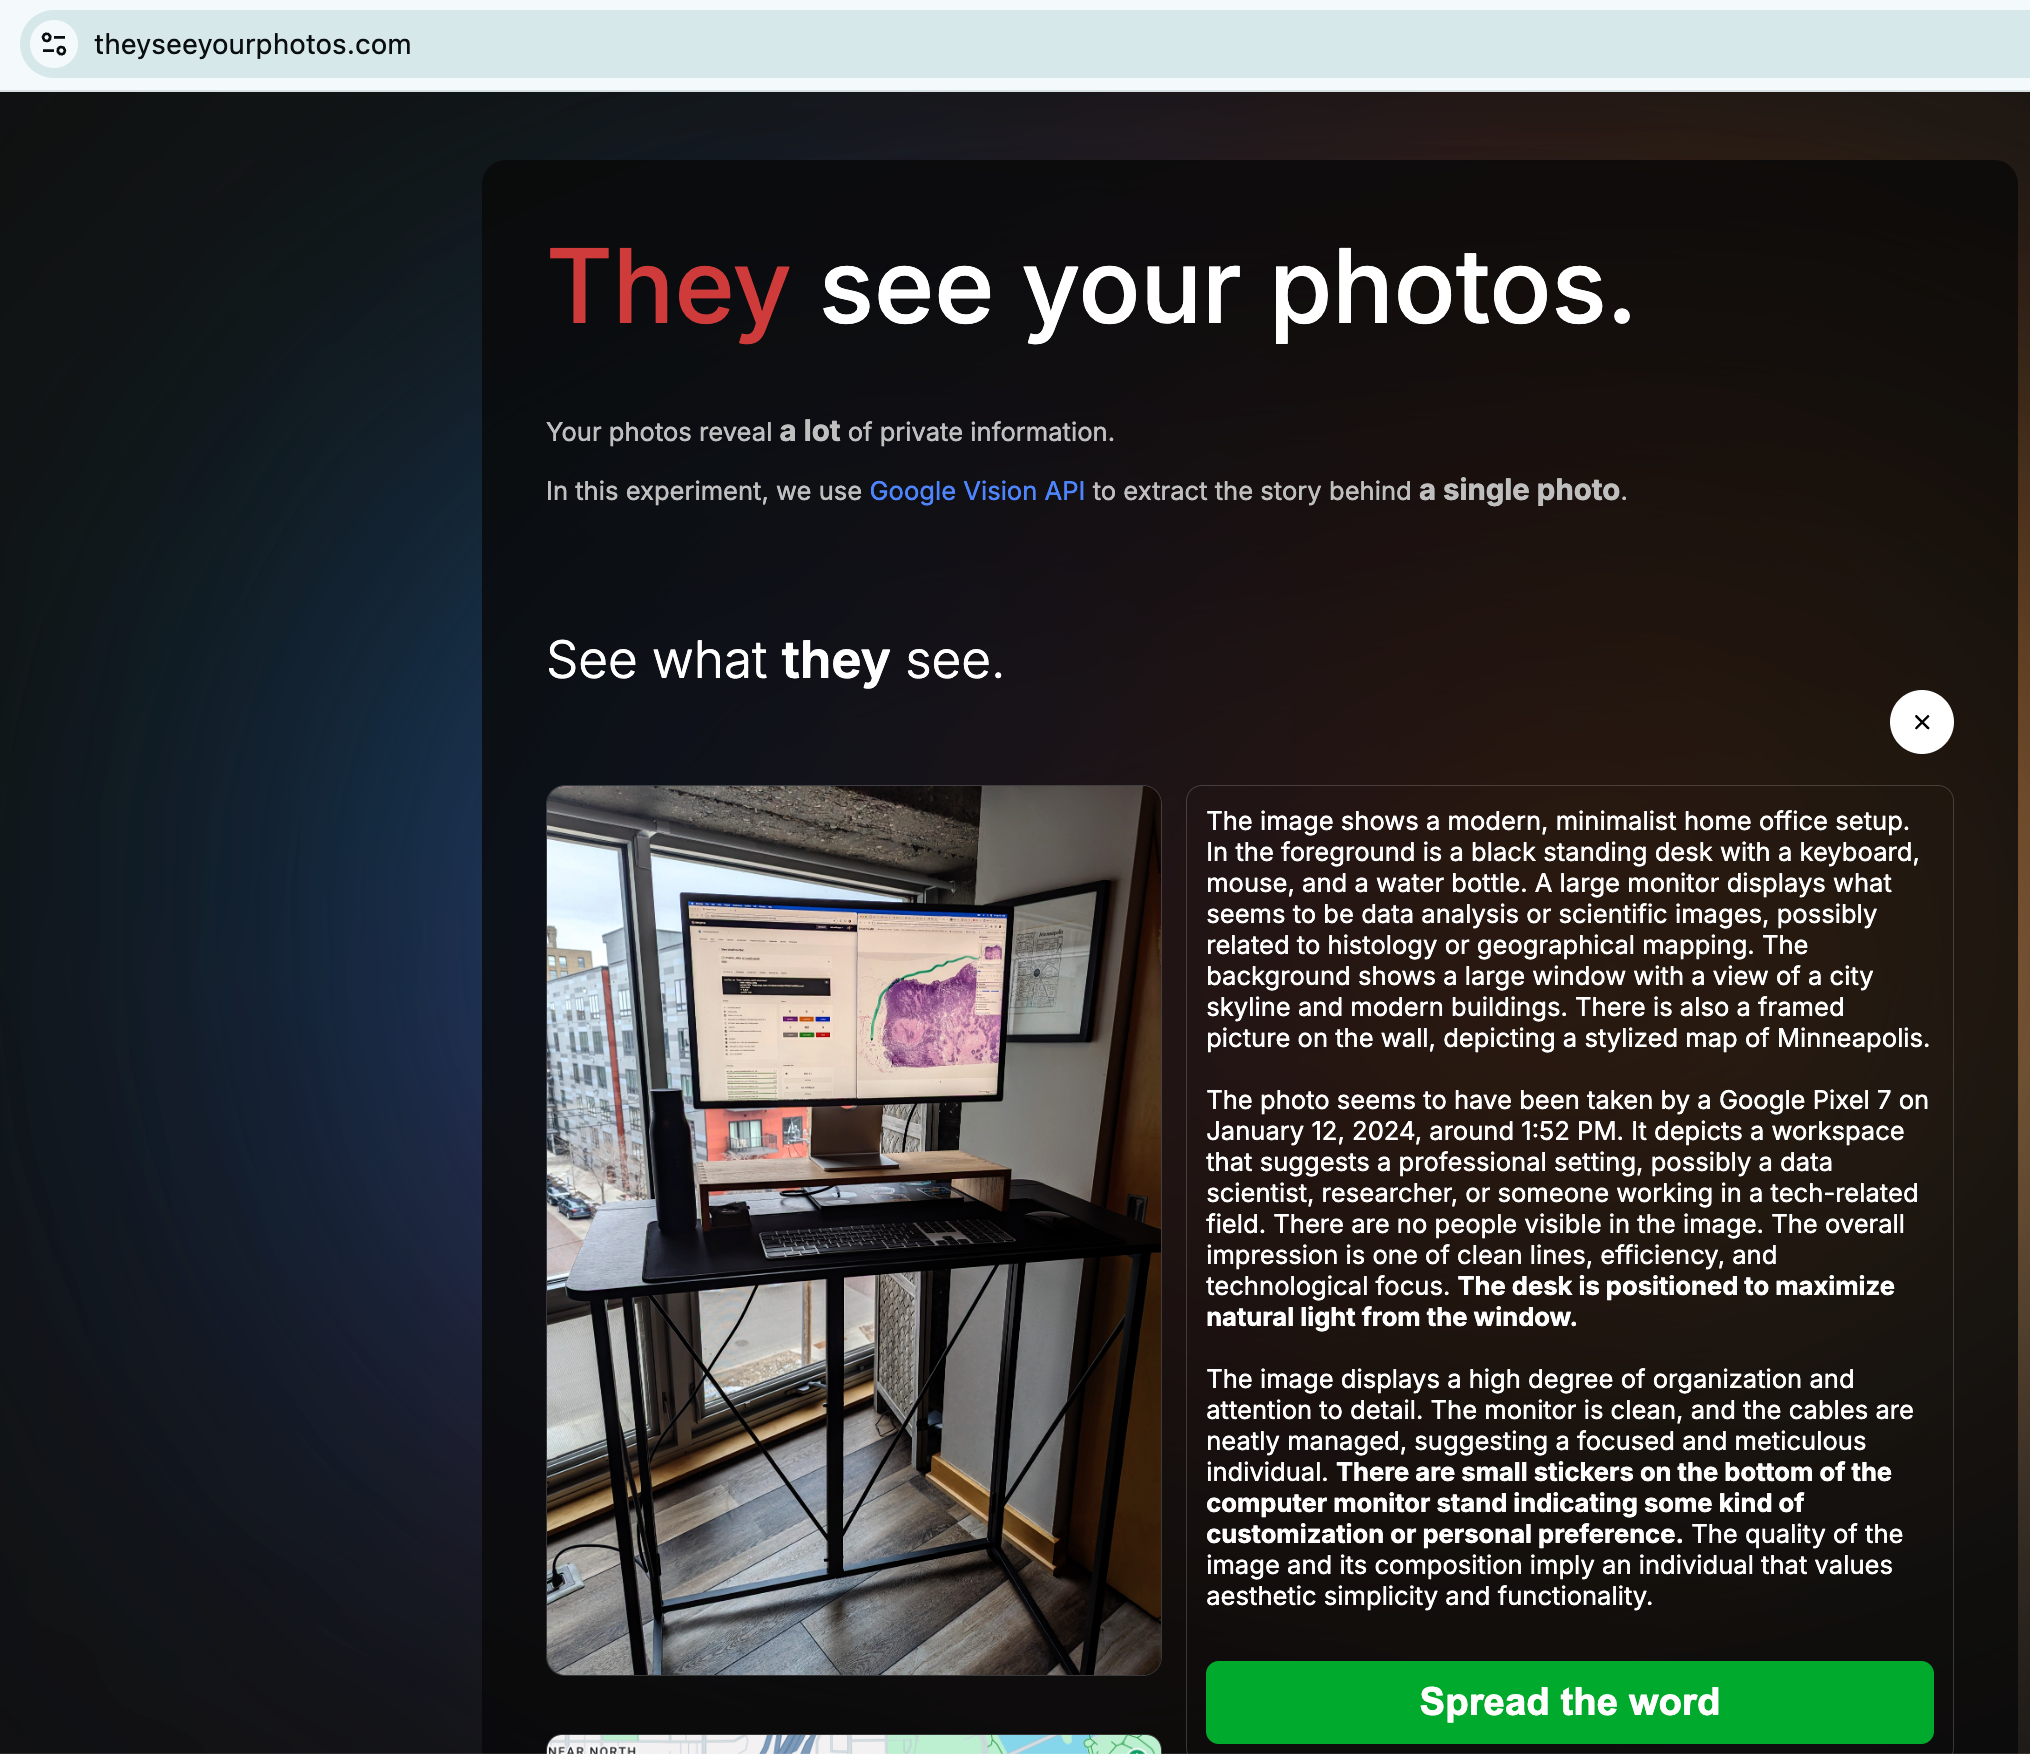 theyseeyourphotos.com
They see your photos.
Your photos reveal a lot of private information.
In this experiment, we use Google Vision API to extract the story behind a single photo.
See what they see.
Minneapolis
The image shows a modern, minimalist home office setup.
In the foreground is a black standing desk with a keyboard,
mouse, and a water bottle. A large monitor displays what
seems to be data analysis or scientific images, possibly
related to histology or geographical mapping. The
background shows a large window with a view of a city
skyline and modern buildings. There is also a framed
picture on the wall, depicting a stylized map of Minneapolis.
The photo seems to have been taken by a Google Pixel 7 on
January 12, 2024, around 1:52 PM. It depicts a workspace
that suggests a professional setting, possibly a data
scientist, researcher, or someone working in a tech-related
field. There are no people visible in the image. The overall
impression is one of clean lines, efficiency, and
technological focus. The desk is positioned to maximize
natural light from the window.
The image displays a high degree of organization and
attention to detail. The monitor is clean, and the cables are
neatly managed, suggesting a focused and meticulous
individual. There are small stickers on the bottom of the
computer monitor stand indicating some kind of
customization or personal preference. The quality of the
image and its composition imply an individual that values
aesthetic simplicity and functionality.
Spread the word
NEAR NORTH